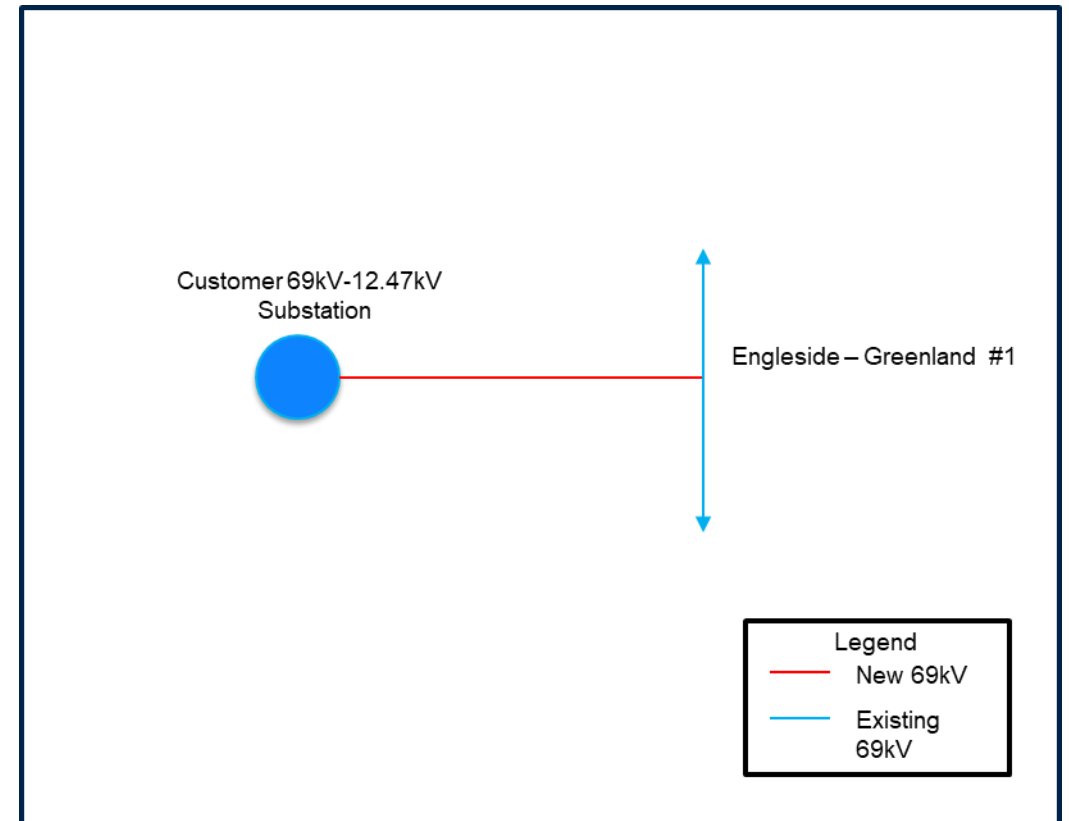 Customer 69kV-12.47kV
Substation
Engleside – Greenland #1
Legend
New 69kV
Existing
69kV